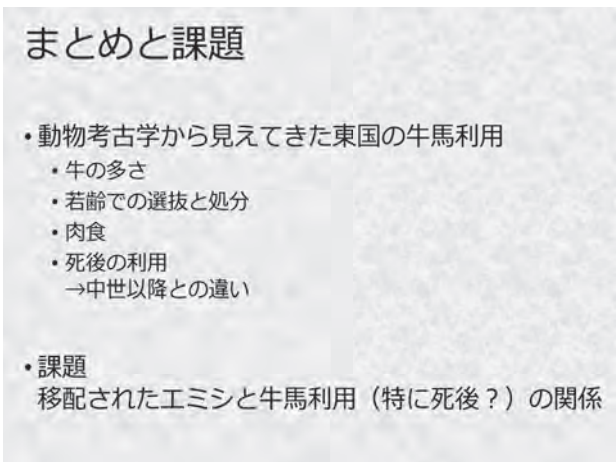 まとめと課題
• 動物考古学から見えてきた東国の牛馬利用
• 牛の多さ
• 若齢での選抜と処分
• 肉食
• 死後の利用
→中世以降との違い
• 課題
移配されたエミシと牛馬利用（特に死後？）の関係